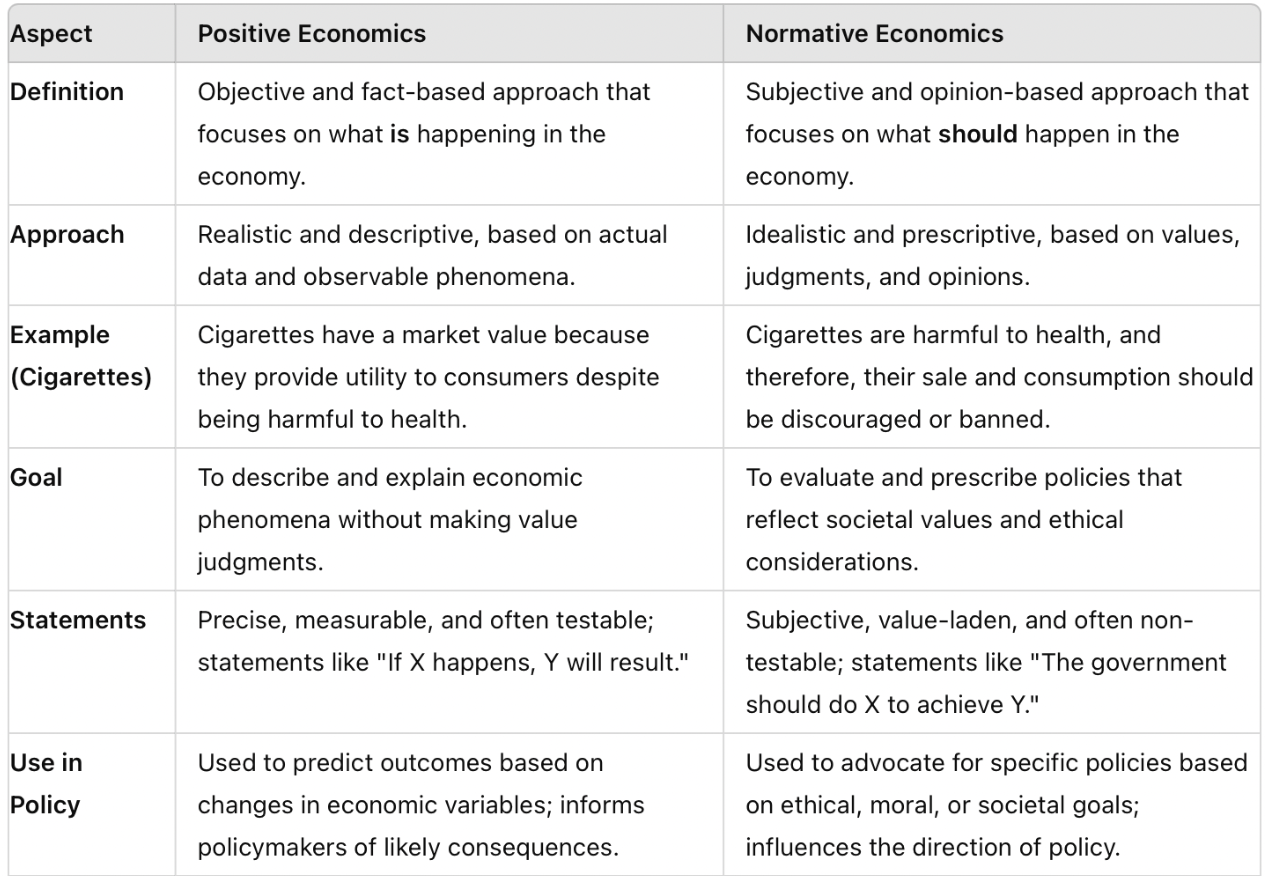 Aspect Positive Economics Normative Economics
Definition Objective and fact-based approach that Subjective and opinion-based approach that
focuses on what is happening in the focuses on what should happen in the
economy. economy.
Approach Realistic and descriptive, based on actual Idealistic and prescriptive, based on values,
data and observable phenomena. judgments, and opinions.
Example Cigarettes have a market value because Cigarettes are harmful to health, and
(Cigarettes) they provide utility to consumers despite therefore, their sale and consumption should
being harmful to health. be discouraged or banned.
Goal To describe and explain economic To evaluate and prescribe policies that
phenomena without making value reflect societal values and ethical
judgments. considerations.
Statements Precise, measurable, and often testable; Subjective, value-laden, and often non-
statements like "If X happens, Y will result." testable; statements like "The government
should do X to achieve Y."
Use in Used to predict outcomes based on Used to advocate for specific policies based
Policy changes in economic variables; informs on ethical, moral, or societal goals;
policymakers of likely consequences. influences the direction of policy.